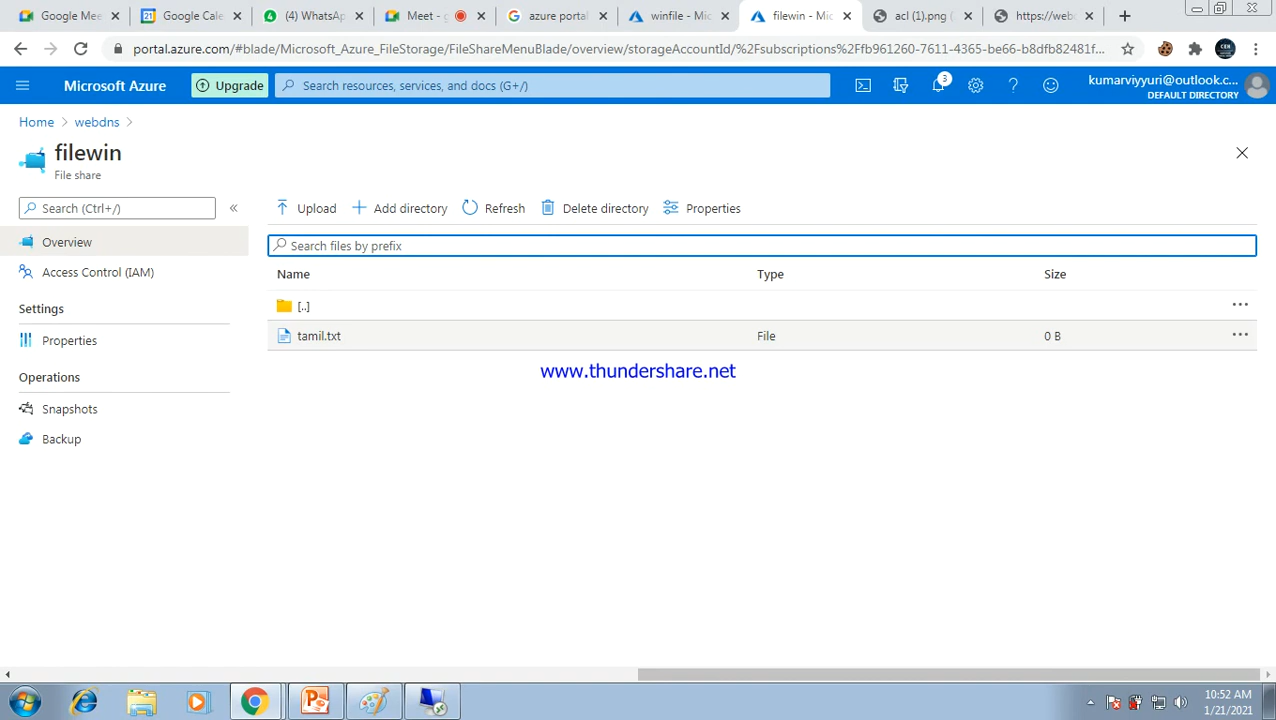 Google Mee
Google Cale
(4) WhatsAp
Meet - g
azure portal
winfile - Mic
filewin - Mic
acl (1).png (
https://webs
portal.azure.com/#blade/Microsoft_Azure_FileStorage/FileShareMenuBlade/overview/storageAccountId/%2Fsubscriptions%2Ffb961260-7611-4365-be66-b8dfb82481f...
Microsoft Azure
Upgrade
Search resources, services, and docs (G+/)
3
kumarviyyuri@outlook.c...
DEFAULT DIRECTORY
Home > webdns >
filewin
File share
Search (Ctrl+/)
«
Upload
Add directory
Refresh
Delete directory
Properties
Overview
Search files by prefix
Access Control (IAM)
Name Type Size
Settings
[..]
Properties
tamil.txt File 0 B
www.thundershare.net
Operations
Snapshots
Backup
10:52 AM
1/21/2021